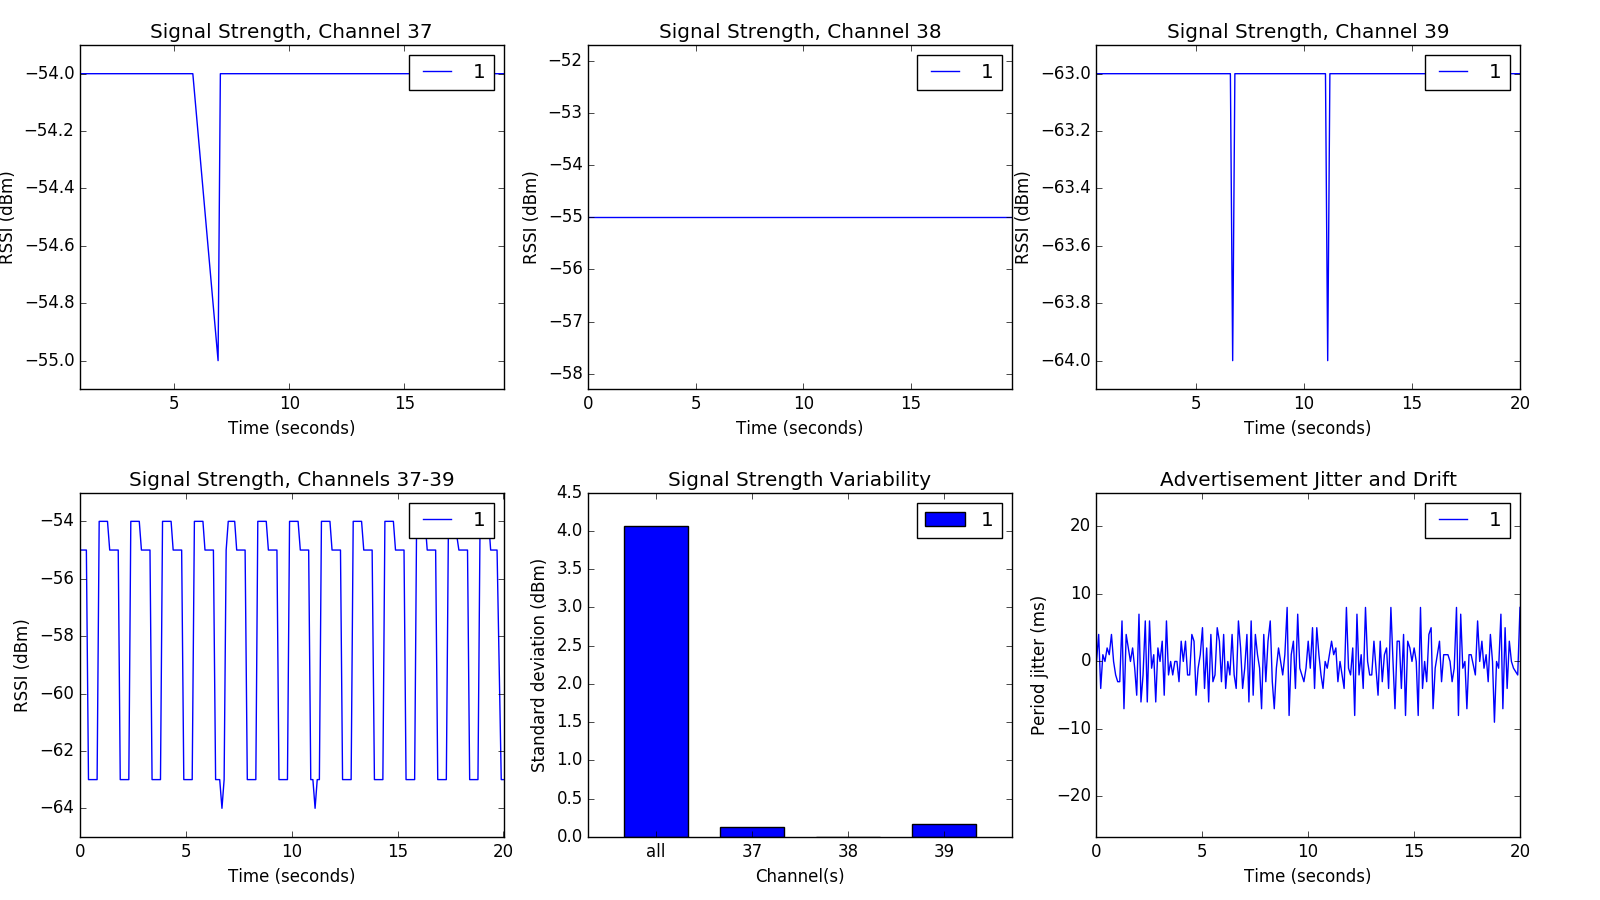 Signal Strength, Channel 37
1
−54.0
−54.2
−54.4
−54.6
−54.8
−55.0
RSSI (dBm)
5 10 15
Time (seconds)
Signal Strength, Channel 38
1
−52
−53
−54
−55
−56
−57
−58
RSSI (dBm)
0 5 10 15
Time (seconds)
Signal Strength, Channel 39
1
−63.0
−63.2
−63.4
−63.6
−63.8
−64.0
RSSI (dBm)
5 10 15 20
Time (seconds)
Signal Strength, Channels 37-39
1
−54
−56
−58
−60
−62
−64
RSSI (dBm)
0 5 10 15 20
Time (seconds)
Signal Strength Variability
1
4.5
4.0
3.5
3.0
2.5
2.0
1.5
1.0
0.5
0.0
Standard deviation (dBm)
all 37 38 39
Channel(s)
Advertisement Jitter and Drift
1
20
10
0
−10
−20
Period jitter (ms)
0 5 10 15 20
Time (seconds)